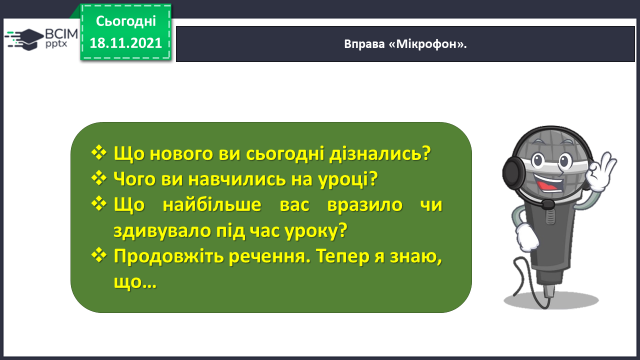 Сьогодні
18.11.2021
BCIM
pptx
Вправа «Мікрофон».
❖ Що нового ви сьогодні дізнались?
❖ Чого ви навчились на уроці?
❖ Що найбільше вас вразило чи
здивувало під час уроку?
❖ Продовжіть речення. Тепер я знаю,
що…